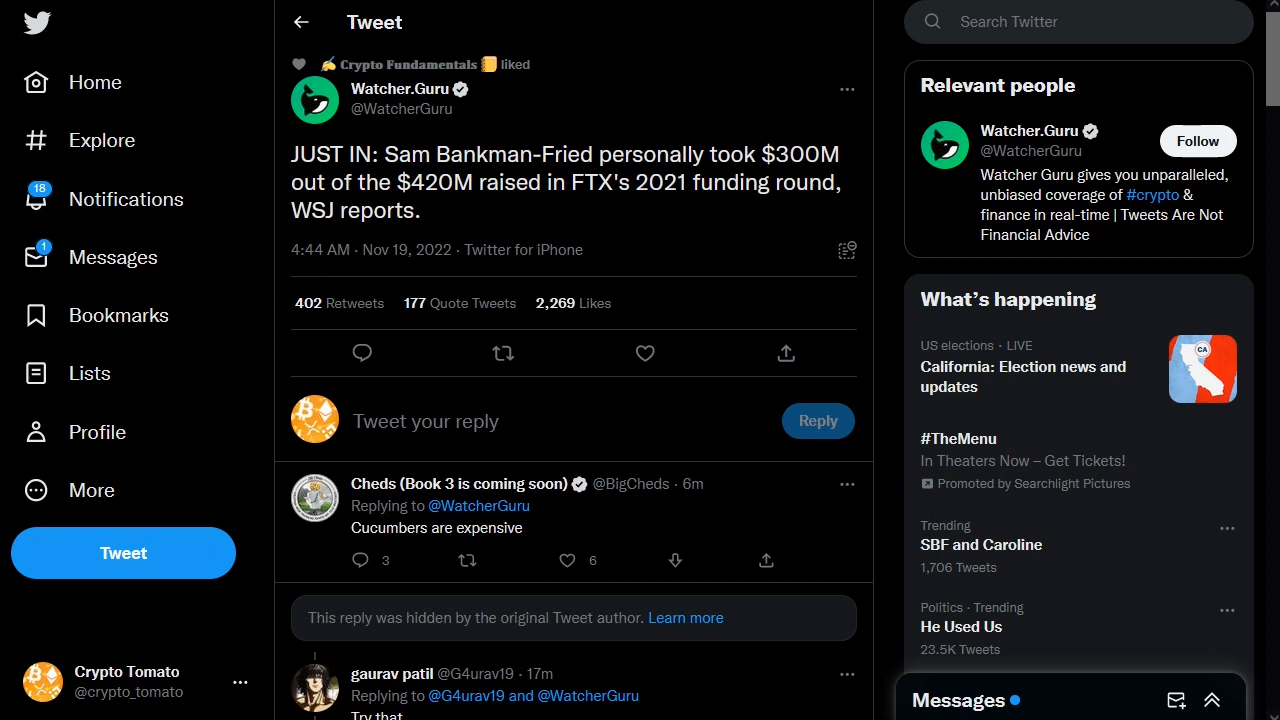 Home
Explore
18
Notifications
1
Messages
Bookmarks
Lists
Profile
More
Tweet
Crypto Tomato
@crypto_tomato
Tweet
✍ Crypto Fundamentals 📒 liked
Watcher.Guru
@WatcherGuru
JUST IN: Sam Bankman-Fried personally took $300M
out of the $420M raised in FTX's 2021 funding round,
WSJ reports.
4:44 AM · Nov 19, 2022 · Twitter for iPhone
402 Retweets 177 Quote Tweets 2,269 Likes
Tweet your reply
Reply
Cheds (Book 3 is coming soon) @BigCheds · 6m
Replying to @WatcherGuru
Cucumbers are expensive
3 6
This reply was hidden by the original Tweet author. Learn more
gaurav patil @G4urav19 · 17m
Replying to @G4urav19 and @WatcherGuru
Try that
Search Twitter
Relevant people
Watcher.Guru
@WatcherGuru
Follow
Watcher Guru gives you unparalleled,
unbiased coverage of #crypto &
finance in real-time | Tweets Are Not
Financial Advice
What's happening
US elections · LIVE
California: Election news and
updates
CA
#TheMenu
In Theaters Now – Get Tickets!
Promoted by Searchlight Pictures
Trending
SBF and Caroline
1,706 Tweets
Politics · Trending
He Used Us
23.5K Tweets
Messages